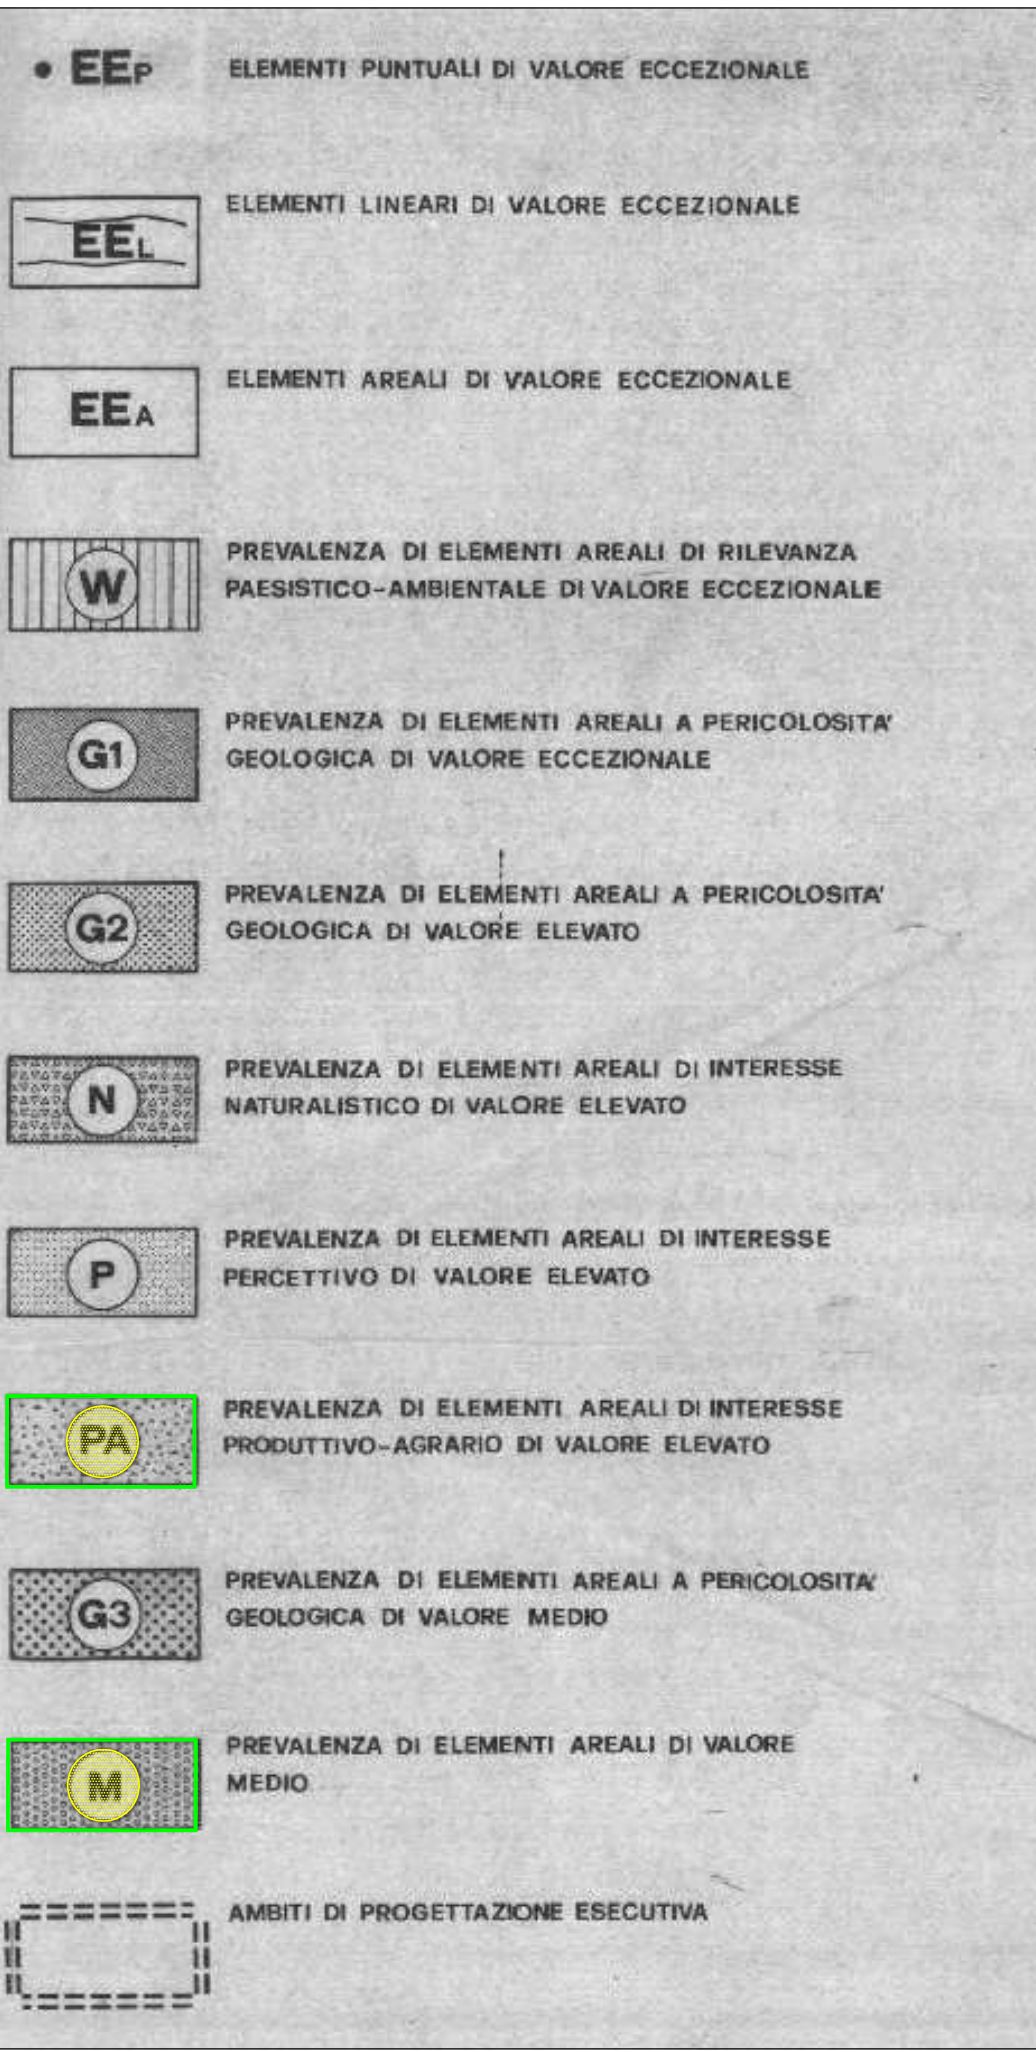 • EEP ELEMENTI PUNTUALI DI VALORE ECCEZIONALE
EEL ELEMENTI LINEARI DI VALORE ECCEZIONALE
EEA ELEMENTI AREALI DI VALORE ECCEZIONALE
W PREVALENZA DI ELEMENTI AREALI DI RILEVANZA
PAESISTICO-AMBIENTALE DI VALORE ECCEZIONALE
G1 PREVALENZA DI ELEMENTI AREALI A PERICOLOSITA'
GEOLOGICA DI VALORE ECCEZIONALE
G2 PREVALENZA DI ELEMENTI AREALI A PERICOLOSITA'
GEOLOGICA DI VALORE ELEVATO
N PREVALENZA DI ELEMENTI AREALI DI INTERESSE
NATURALISTICO DI VALORE ELEVATO
P PREVALENZA DI ELEMENTI AREALI DI INTERESSE
PERCETTIVO DI VALORE ELEVATO
PA PREVALENZA DI ELEMENTI AREALI DI INTERESSE
PRODUTTIVO-AGRARIO DI VALORE ELEVATO
G3 PREVALENZA DI ELEMENTI AREALI A PERICOLOSITA'
GEOLOGICA DI VALORE MEDIO
M PREVALENZA DI ELEMENTI AREALI DI VALORE
MEDIO
AMBITI DI PROGETTAZIONE ESECUTIVA